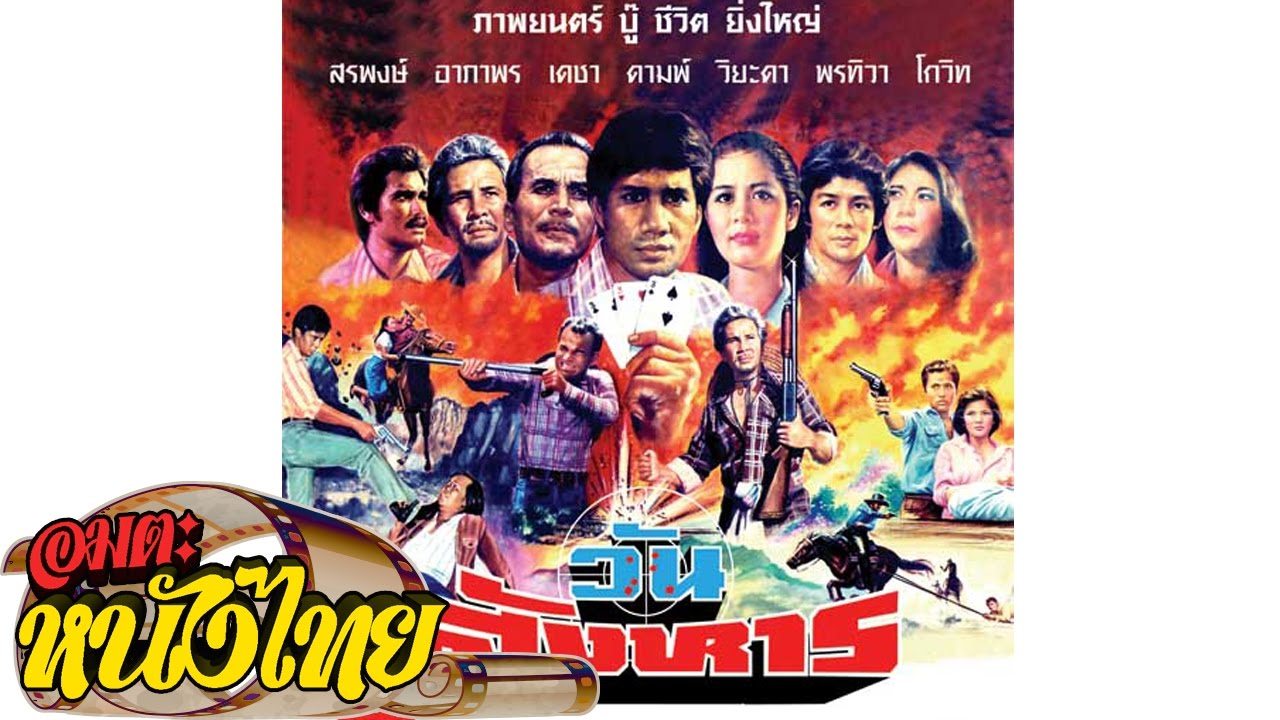 ภาพยนตร์ บู๊ ชีวิต ยิ่งใหญ่
สรพงษ์ อาภาพร เดชา ดามพ์ วิยะดา พรทิวา โกวิท
วัน
สังหาร
อมตะ
หนังไทย